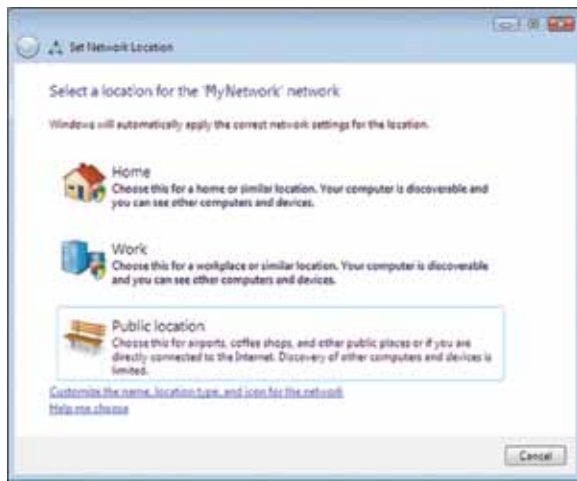 Set Network Location
Select a location for the 'MyNetwork' network
Windows will automatically apply the correct network settings for the location.
Home
Choose this for a home or similar location. Your computer is discoverable and
you can see other computers and devices.
Work
Choose this for a workplace or similar location. Your computer is discoverable
and you can see other computers and devices.
Public location
Choose this for airports, coffee shops, and other public places or if you are
directly connected to the Internet. Discovery of other computers and devices is
limited.
Customize the name, location type, and icon for the network
Help me choose
Cancel